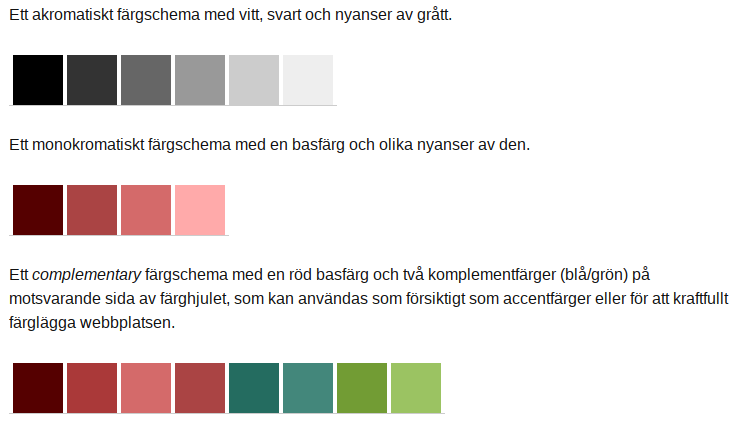 Ett akromatiskt färgschema med vitt, svart och nyanser av grått.
Ett monokromatiskt färgschema med en basfärg och olika nyanser av den.
Ett complementary färgschema med en röd basfärg och två komplementfärger (blå/grön) på
motsvarande sida av färghjulet, som kan användas som försiktigt som accentfärger eller för att kraftfullt
färglägga webbplatsen.